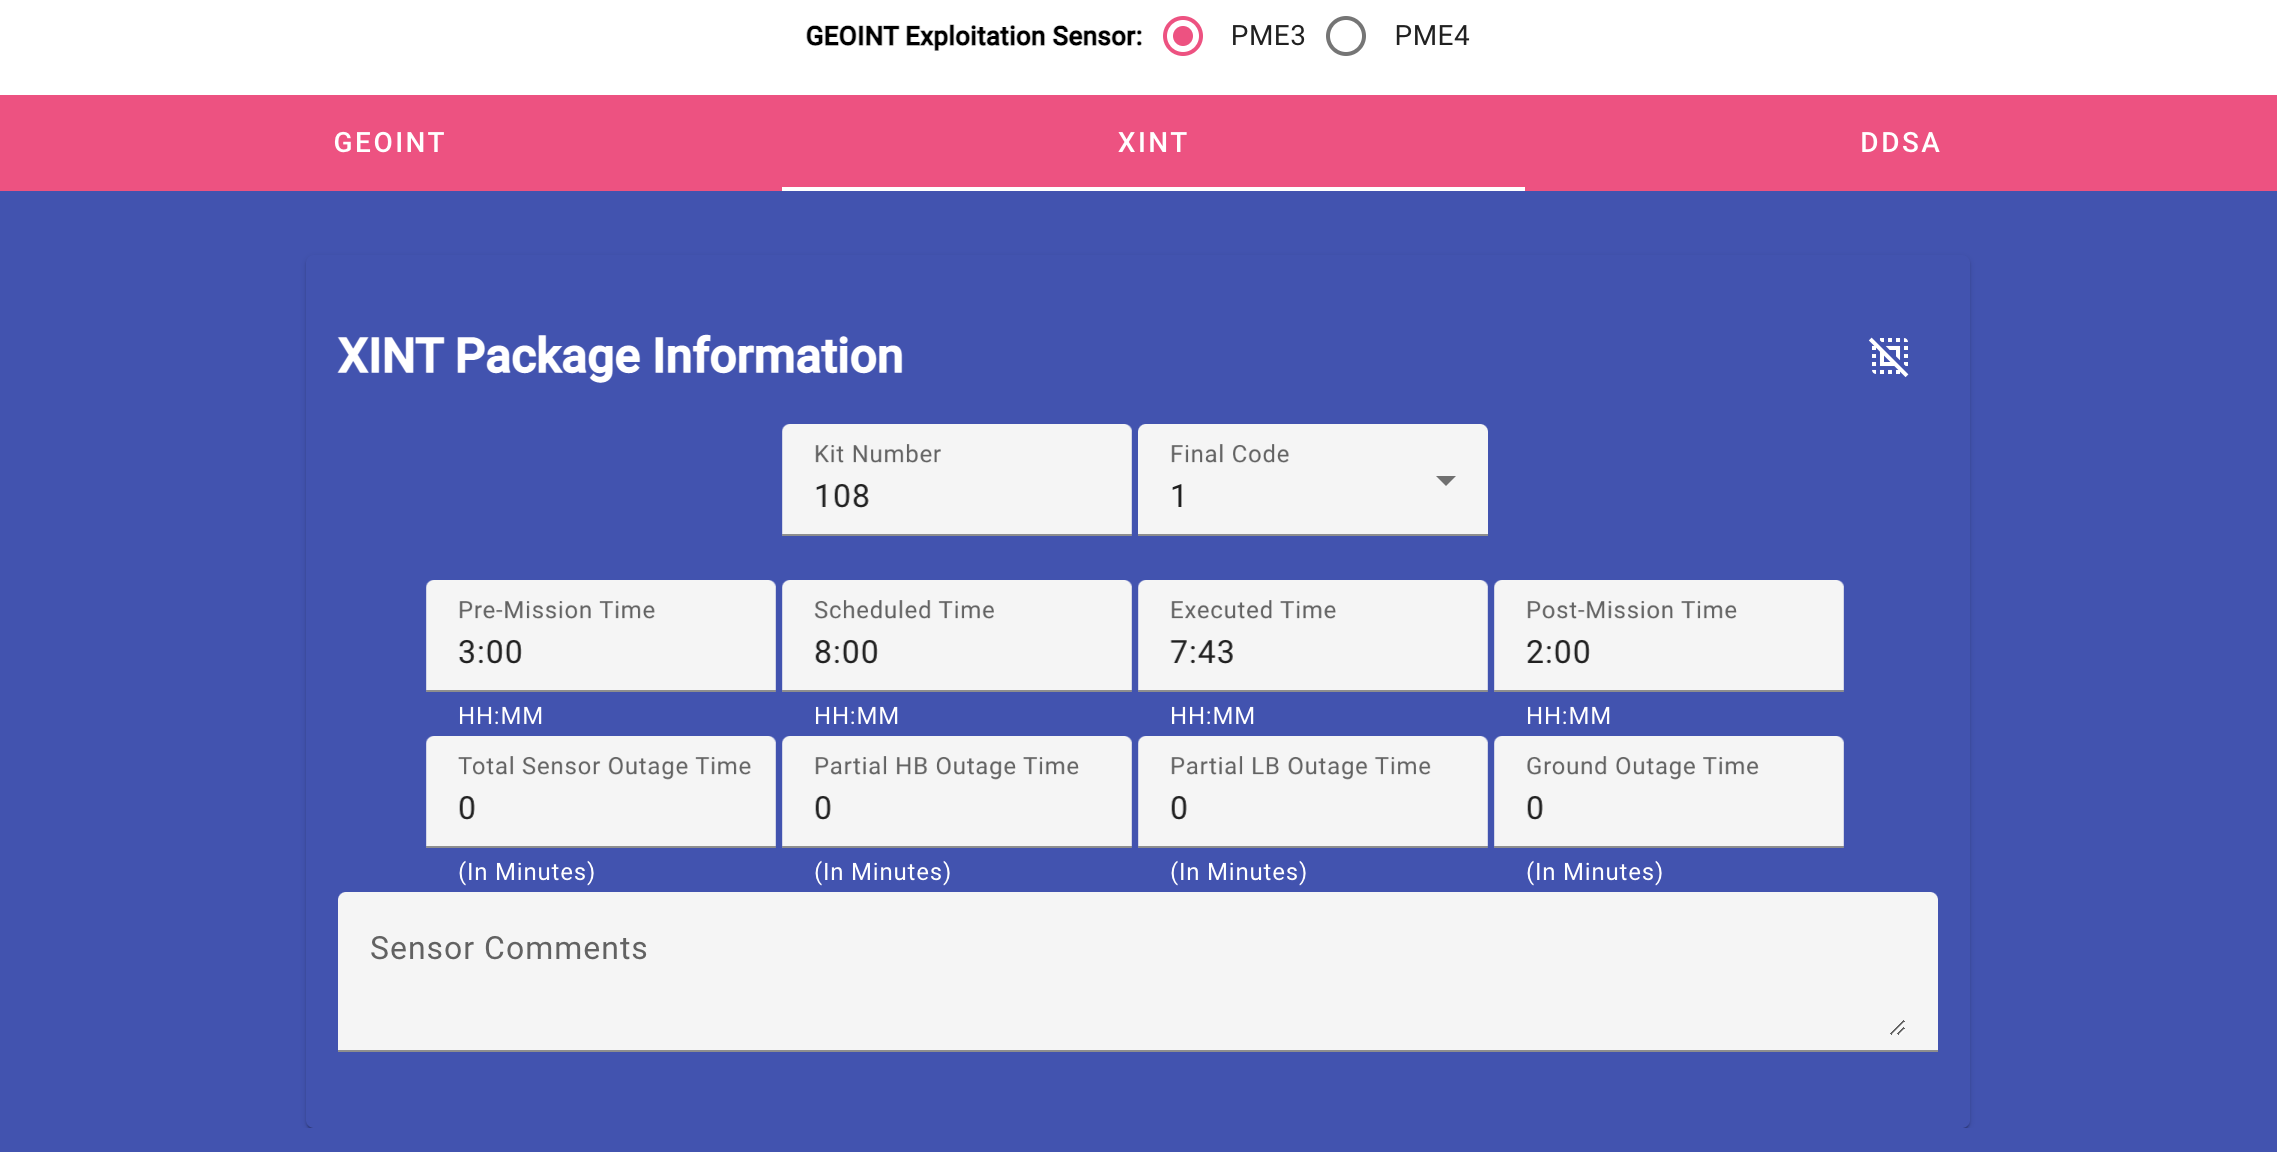 GEOINT Exploitation Sensor: PME3 PME4
GEOINT XINT DDSA
XINT Package Information
Kit Number Final Code
108 1
Pre-Mission Time Scheduled Time Executed Time Post-Mission Time
3:00 8:00 7:43 2:00
HH:MM HH:MM HH:MM HH:MM
Total Sensor Outage Time Partial HB Outage Time Partial LB Outage Time Ground Outage Time
0 0 0 0
(In Minutes) (In Minutes) (In Minutes) (In Minutes)
Sensor Comments